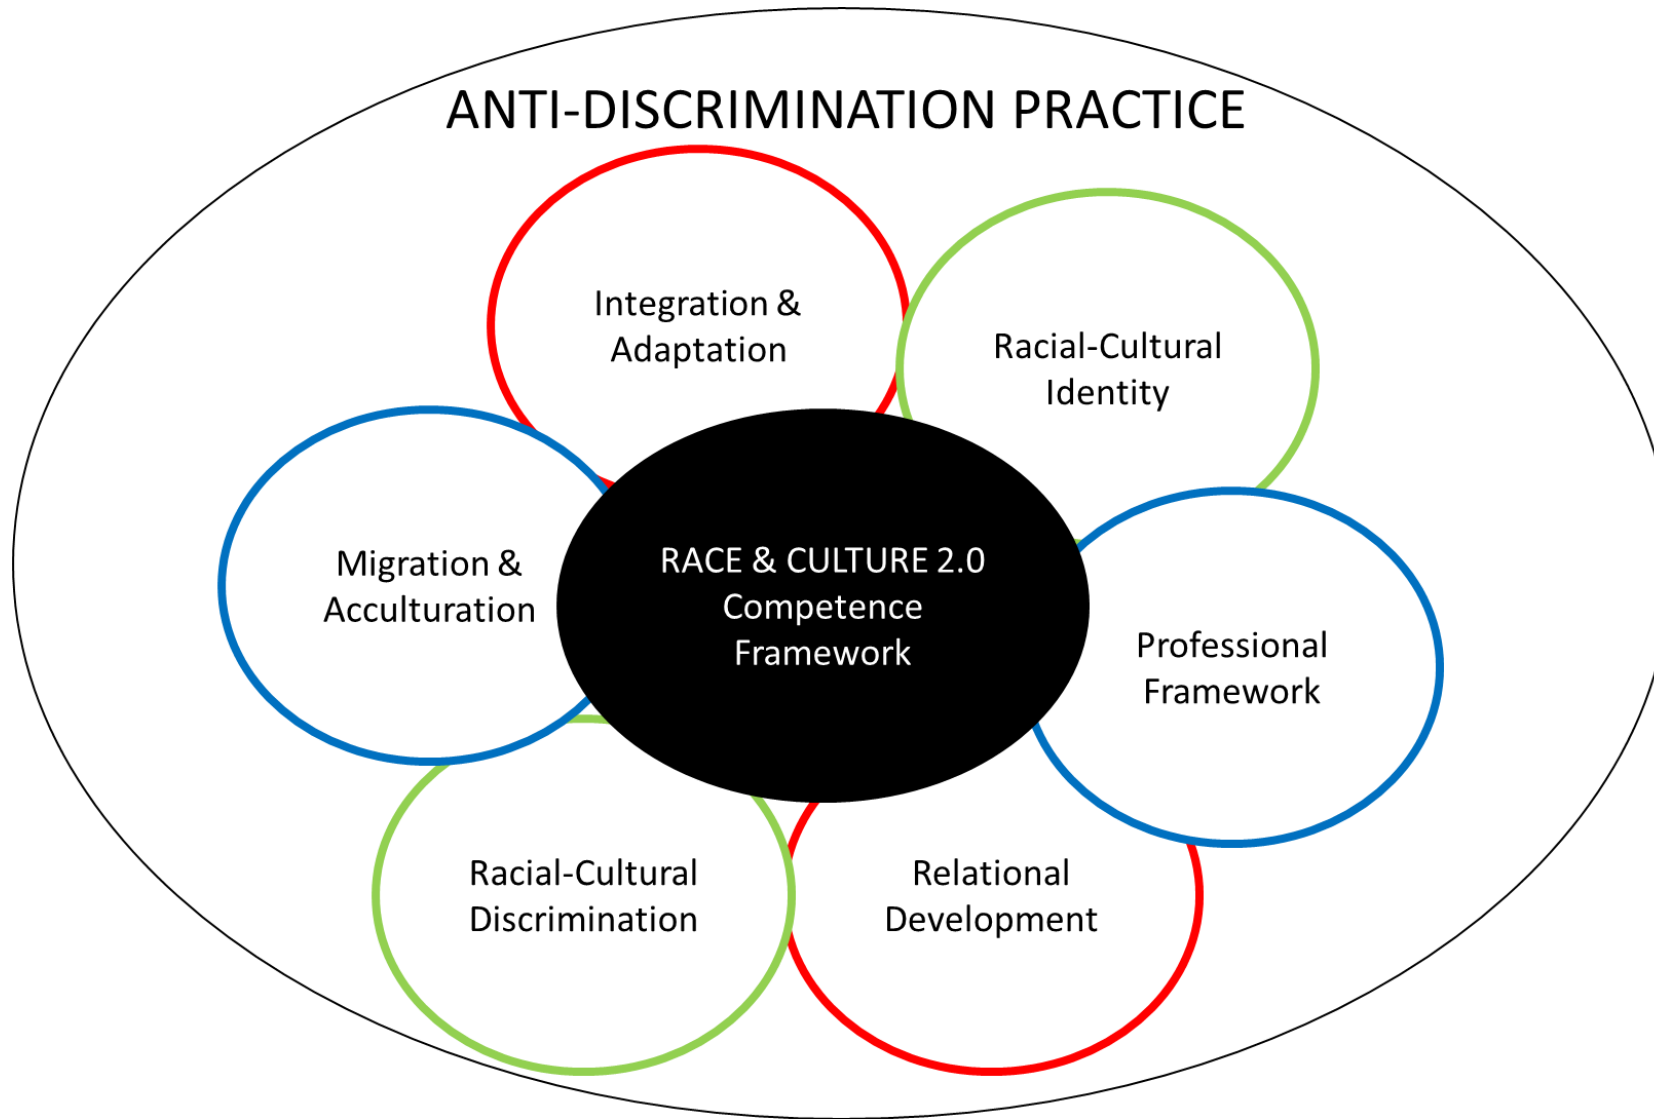 ANTI-DISCRIMINATION PRACTICE
Integration &
Adaptation
Racial-Cultural
Identity
Migration &
Acculturation
RACE & CULTURE 2.0
Competence
Framework
Professional
Framework
Racial-Cultural
Discrimination
Relational
Development